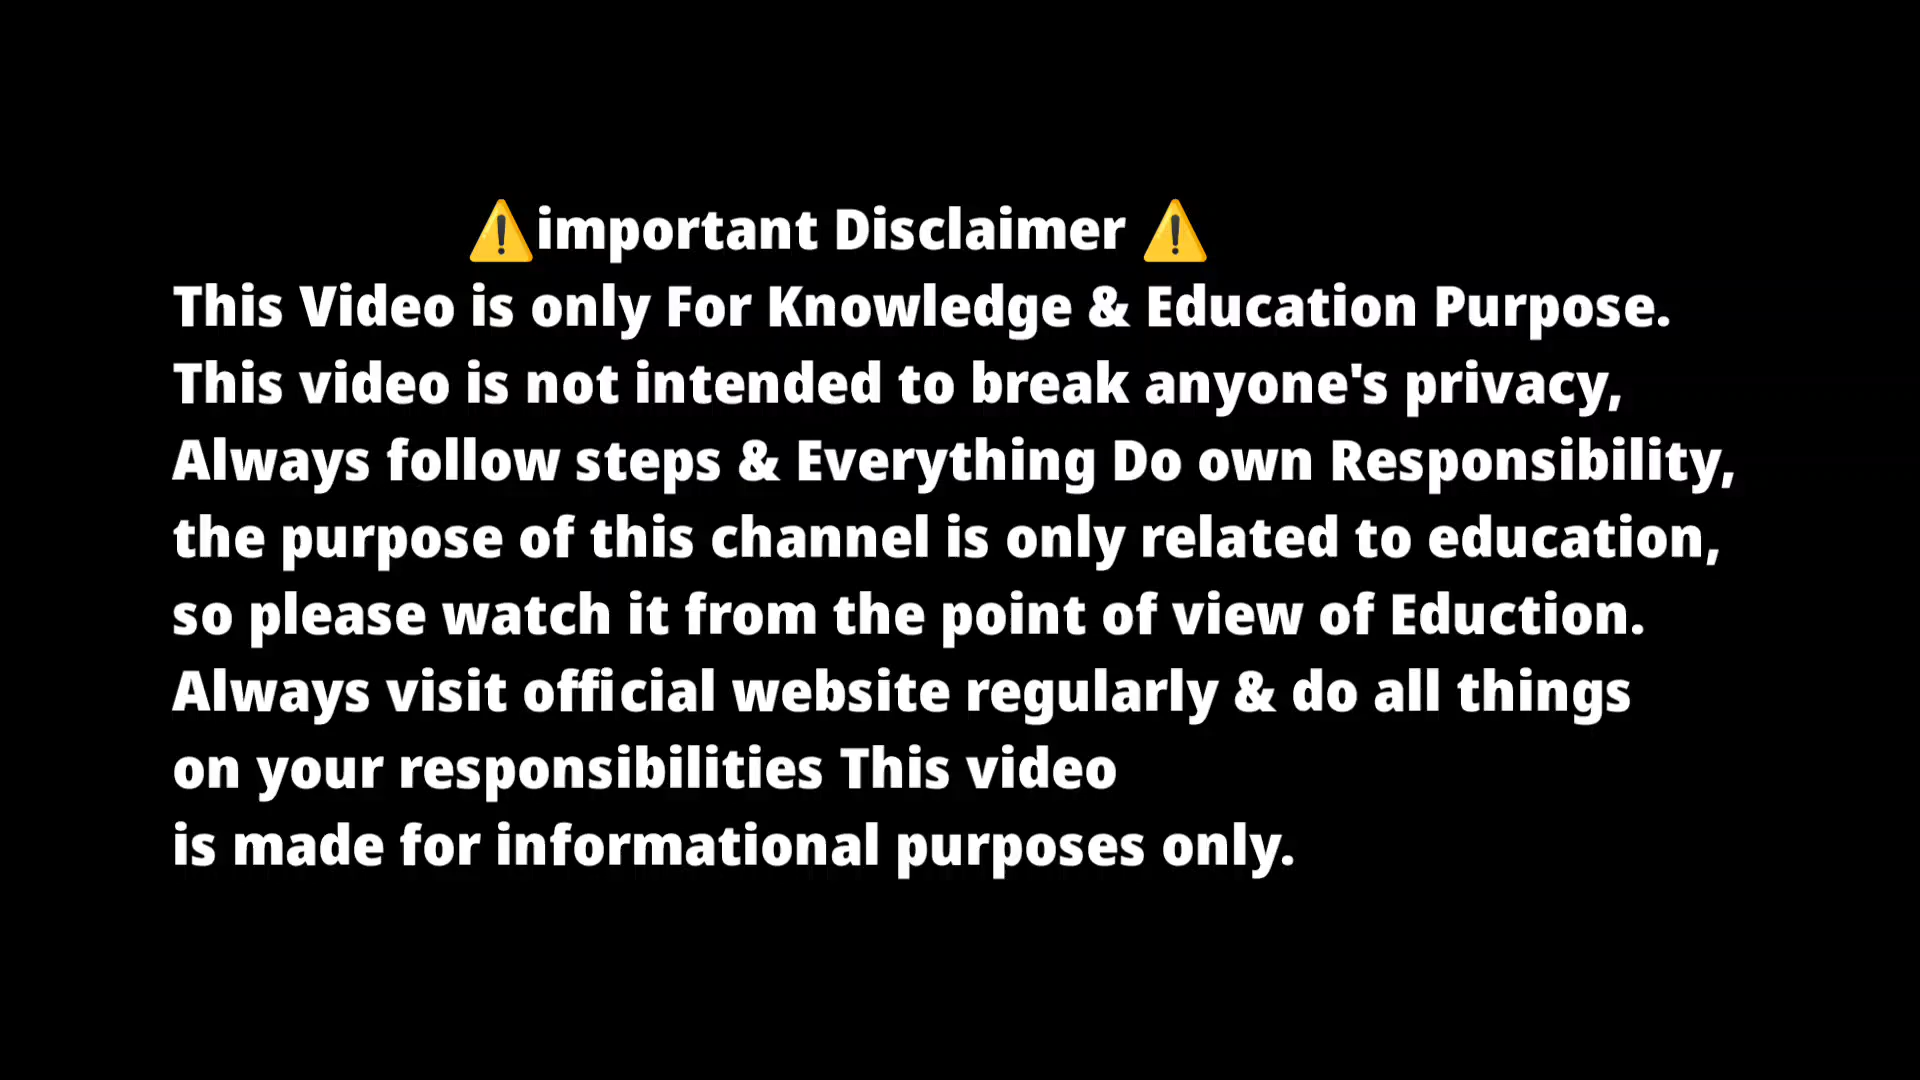 ⚠️important Disclaimer ⚠️
This Video is only For Knowledge & Education Purpose.
This video is not intended to break anyone's privacy,
Always follow steps & Everything Do own Responsibility,
the purpose of this channel is only related to education,
so please watch it from the point of view of Eduction.
Always visit official website regularly & do all things
on your responsibilities This video
is made for informational purposes only.